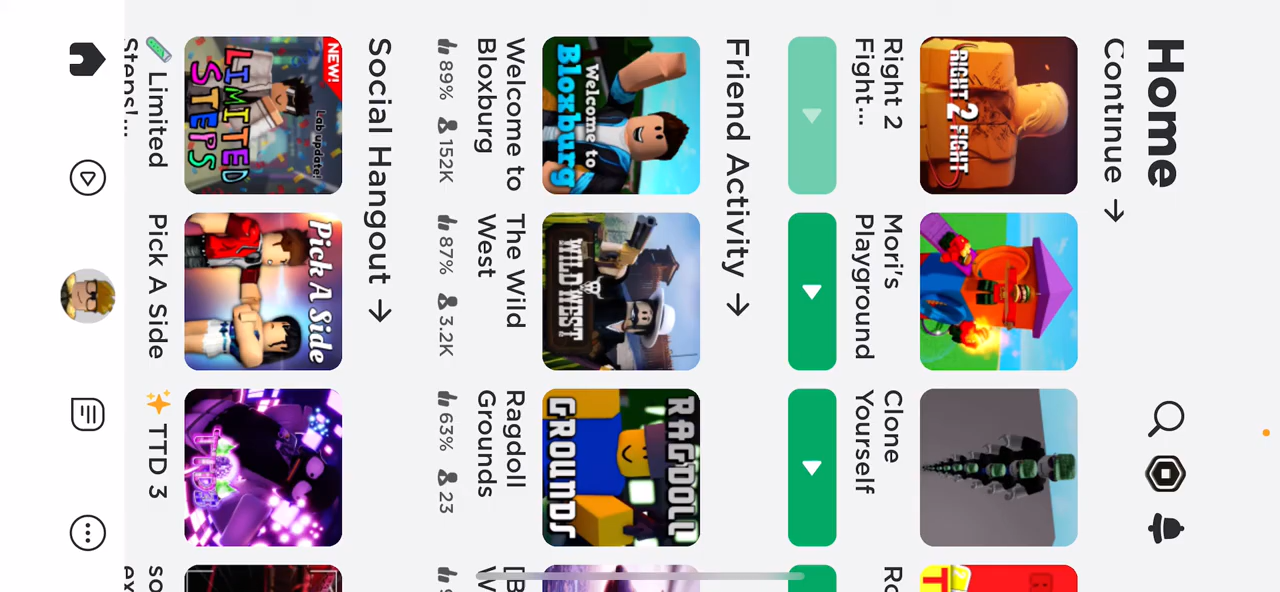 Home
Continue →
RIGHT 2 FIGHT
Right 2
Fight...
Mori's
Playground
Clone
Yourself
Friend Activity →
Welcome to
Bloxburg
WILD WEST
RAGDOLL
GROUNDS
Welcome to
Bloxburg
The Wild
West
Ragdoll
Grounds
89% 152K
87% 3.2K
63% 23
Social Hangout →
NEW!
Lab update!
LIMITED
STEPS
Pick A Side
Limited
Pick A Side
✨ TTD 3